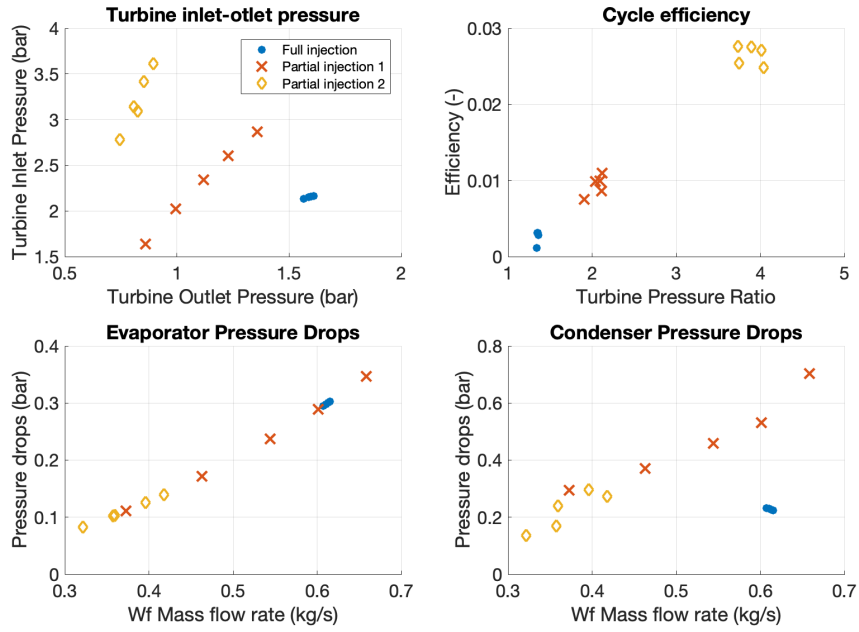 Turbine inlet-otlet pressure
Turbine Inlet Pressure (bar)
4
3.5
3
2.5
2
1.5
0.5
1
1.5
2
Turbine Outlet Pressure (bar)
Full injection
Partial injection 1
Partial injection 2
Cycle efficiency
Efficiency (-)
0.03
0.02
0.01
0
1
2
3
4
5
Turbine Pressure Ratio
Evaporator Pressure Drops
Pressure drops (bar)
0.4
0.3
0.2
0.1
0
0.3
0.4
0.5
0.6
0.7
Wf Mass flow rate (kg/s)
Condenser Pressure Drops
Pressure drops (bar)
0.8
0.6
0.4
0.2
0
0.3
0.4
0.5
0.6
0.7
Wf Mass flow rate (kg/s)